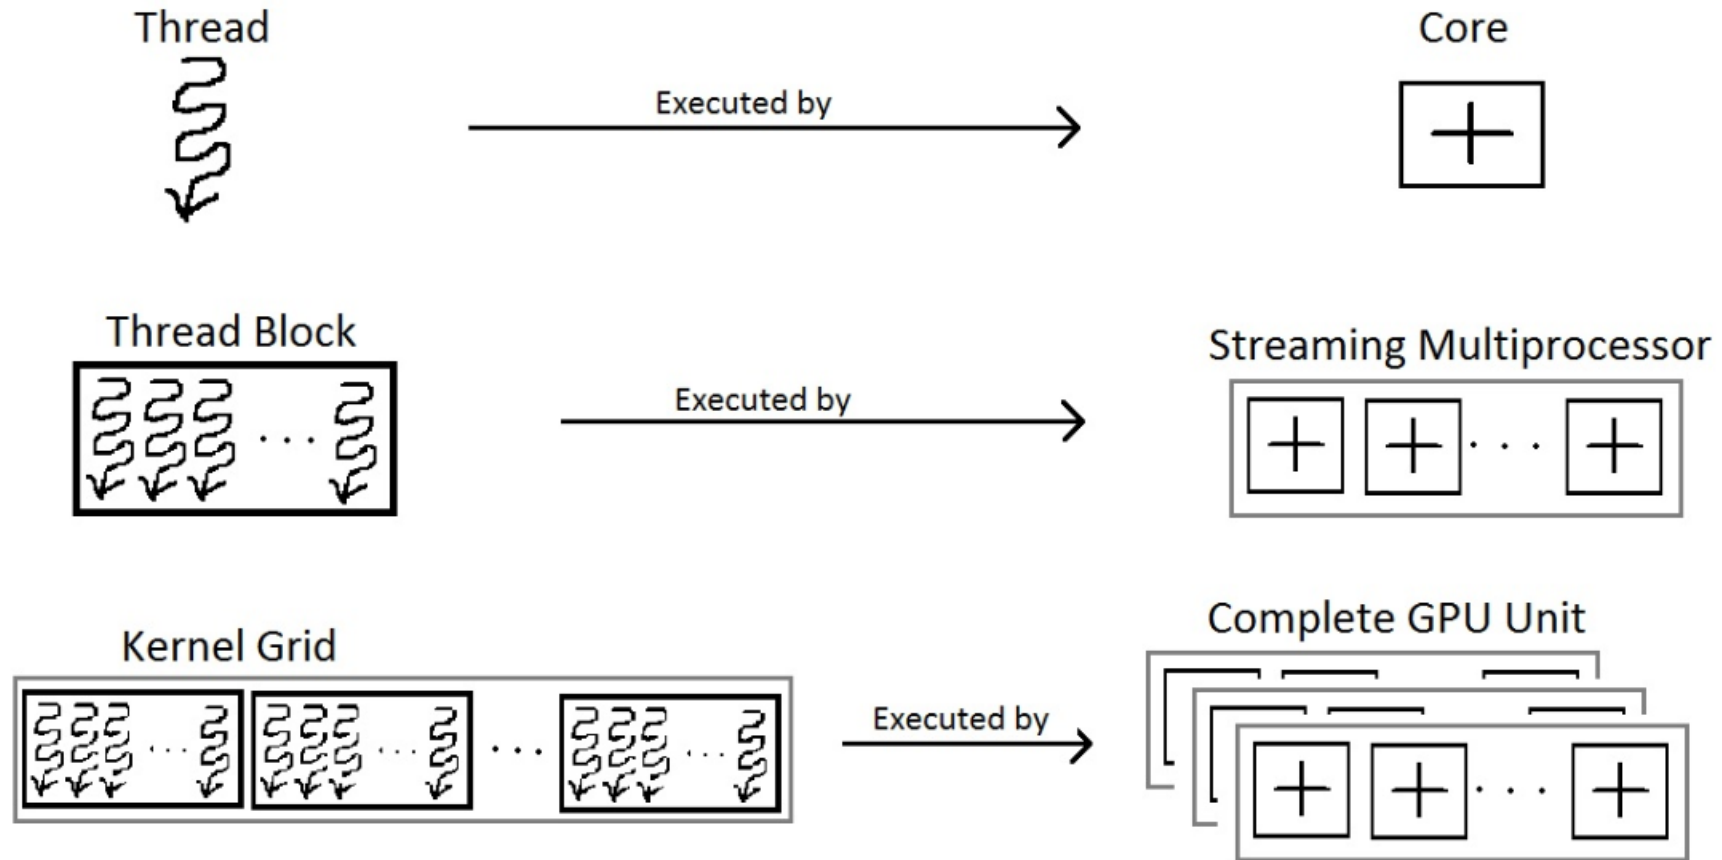 Thread
Core
Executed by
Thread Block
Streaming Multiprocessor
Executed by
. . .
. . .
Kernel Grid
Complete GPU Unit
Executed by
. . .
. . .
. . .
. . .
. . .